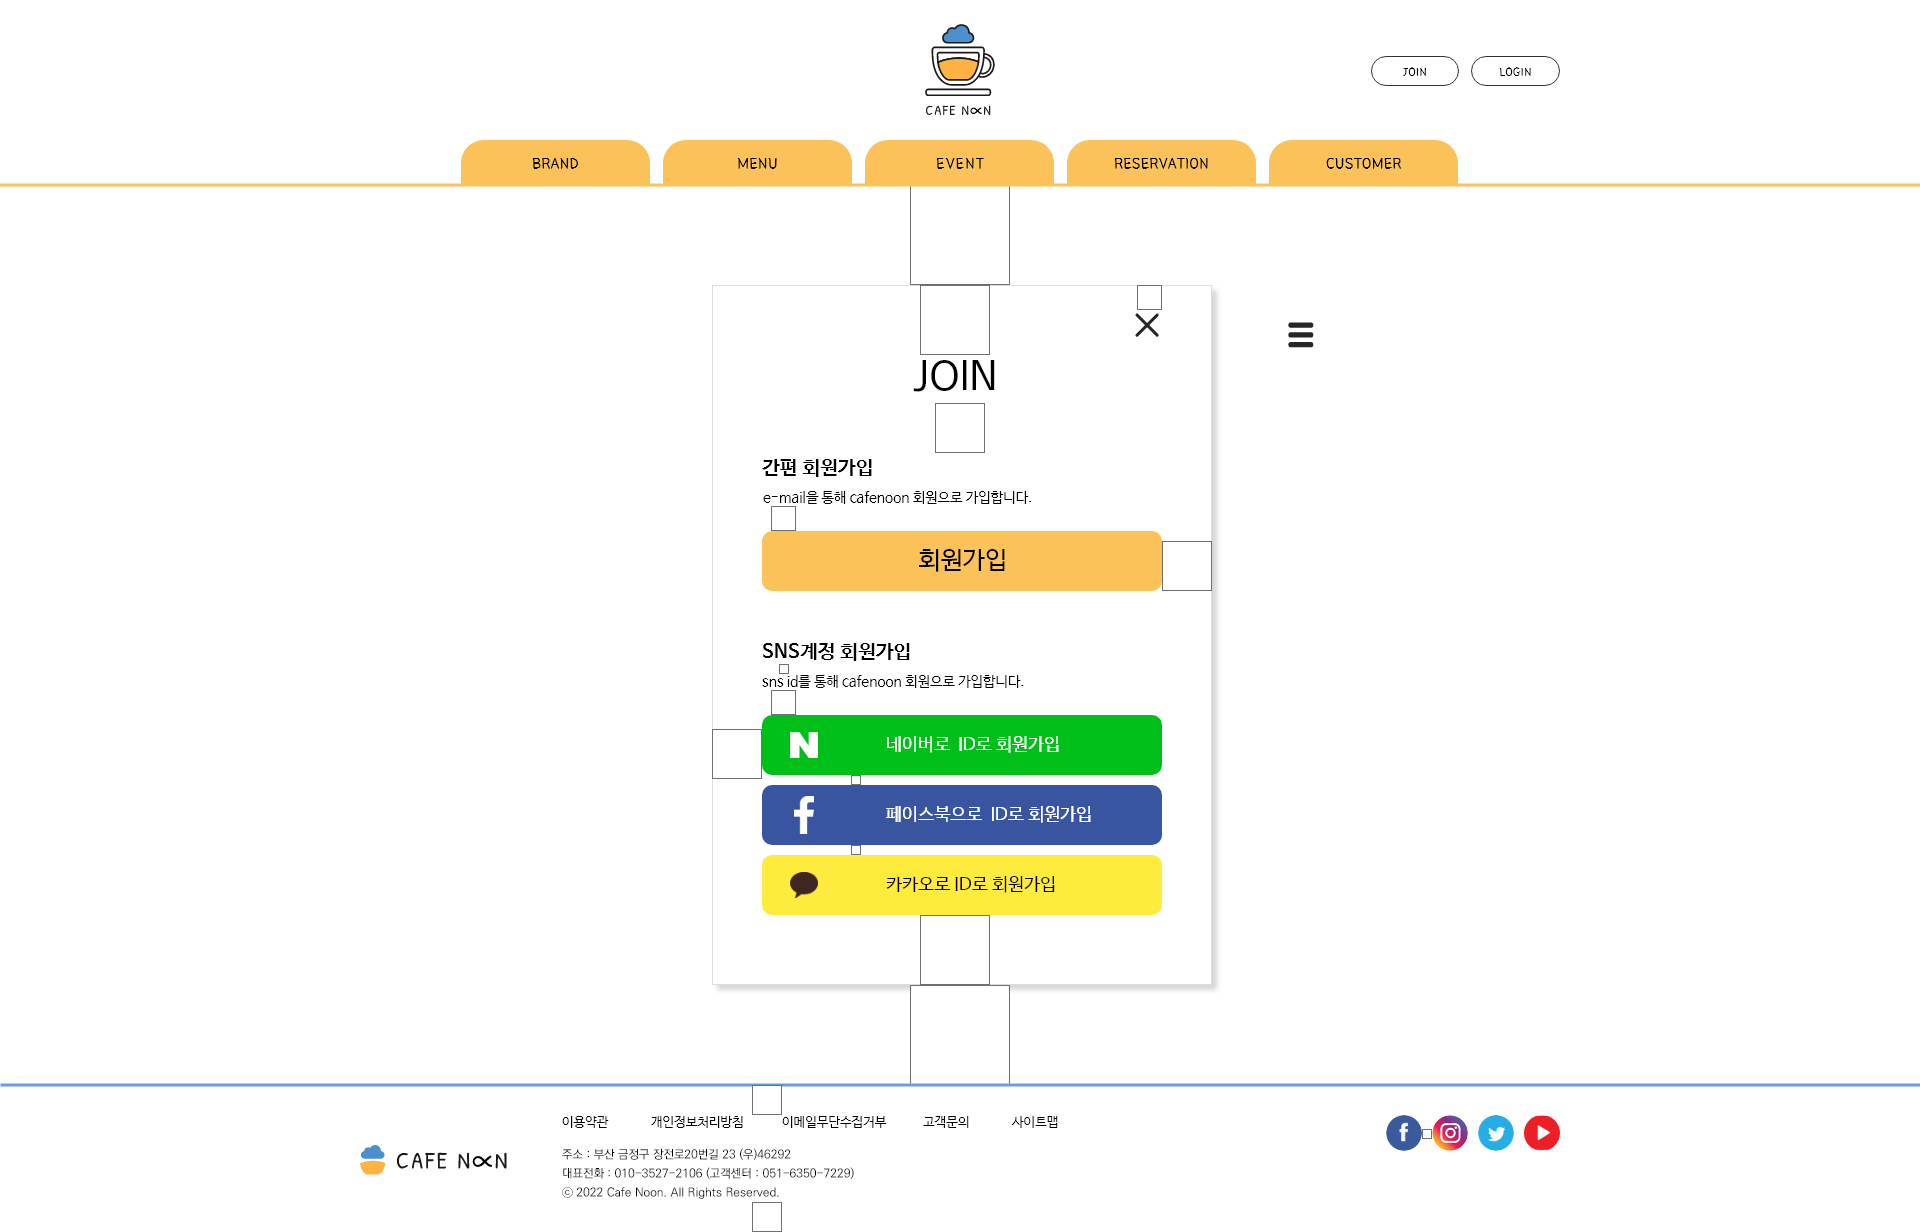 CAFE NOON
JOIN
LOGIN
BRAND
MENU
EVENT
RESERVATION
CUSTOMER
JOIN
간편 회원가입
e-mail을 통해 cafenoon 회원으로 가입합니다.
회원가입
SNS계정 회원가입
sns id를 통해 cafenoon 회원으로 가입합니다.
네이버로 ID로 회원가입
페이스북으로 ID로 회원가입
카카오로 ID로 회원가입
이용약관
개인정보처리방침
이메일무단수집거부
고객문의
사이트맵
CAFE NOON
주소 : 부산 금정구 장전로20번길 23 (우)46292
대표전화 : 010-3527-2106 (고객센터 : 051-6350-7229)
ⓒ 2022 Cafe Noon. All Rights Reserved.